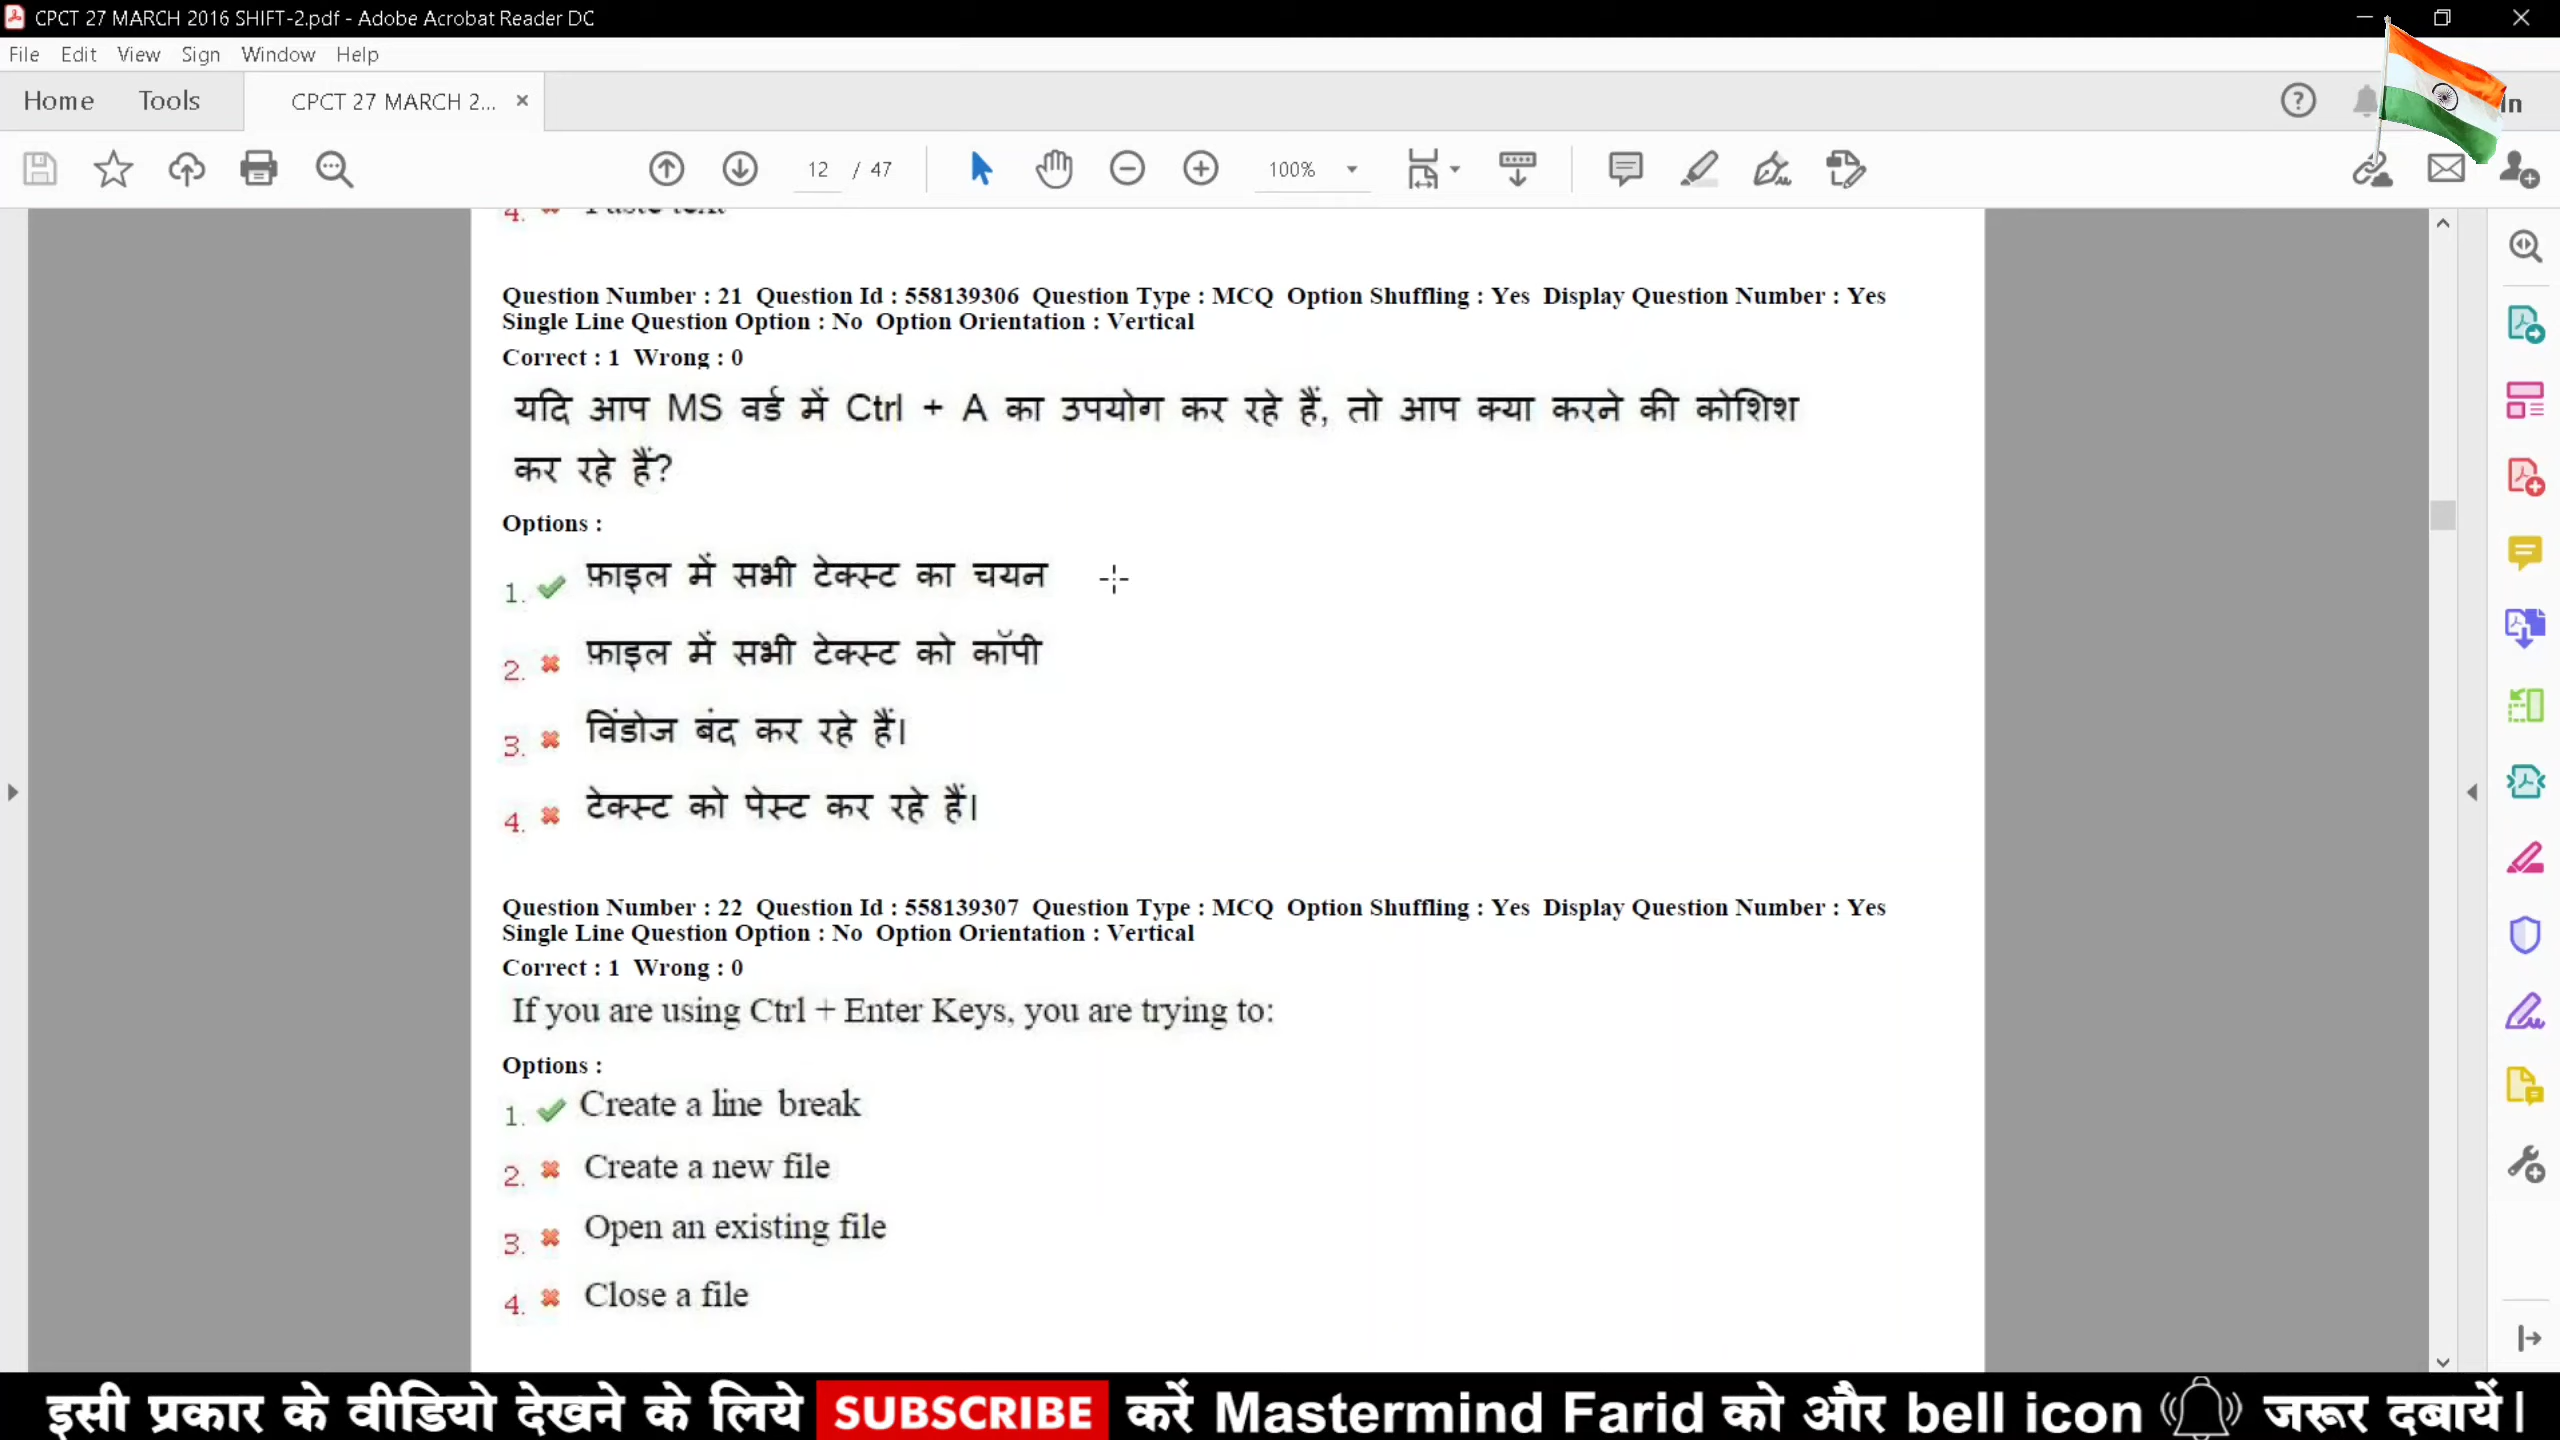 CPCT 27 MARCH 2016 SHIFT-2.pdf - Adobe Acrobat Reader DC
File Edit View Sign Window Help
Home Tools CPCT 27 MARCH 2... In
12 / 47 100%
4. Paste text
Question Number : 21 Question Id : 558139306 Question Type : MCQ Option Shuffling : Yes Display Question Number : Yes
Single Line Question Option : No Option Orientation : Vertical
Correct : 1 Wrong : 0
यदि आप MS वर्ड में Ctrl + A का उपयोग कर रहे हैं, तो आप क्या करने की कोशिश
कर रहे हैं?
Options :
1. फ़ाइल में सभी टेक्स्ट का चयन
2. फ़ाइल में सभी टेक्स्ट को कॉपी
3. विंडोज बंद कर रहे हैं।
4. टेक्स्ट को पेस्ट कर रहे हैं।
Question Number : 22 Question Id : 558139307 Question Type : MCQ Option Shuffling : Yes Display Question Number : Yes
Single Line Question Option : No Option Orientation : Vertical
Correct : 1 Wrong : 0
If you are using Ctrl + Enter Keys, you are trying to:
Options :
1. Create a line break
2. Create a new file
3. Open an existing file
4. Close a file
इसी प्रकार के वीडियो देखने के लिये SUBSCRIBE करें Mastermind Farid को और bell icon जरूर दबायें।